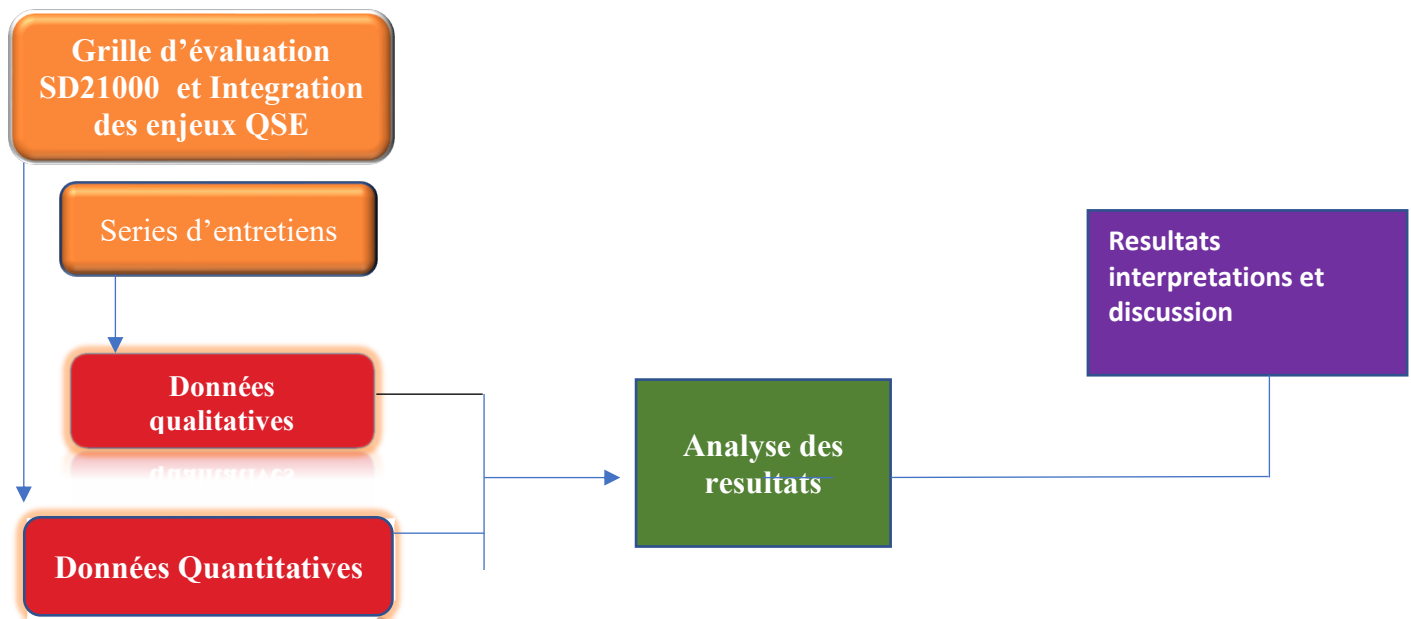 Grille d’évaluation
SD21000 et Integration
des enjeux QSE
Series d’entretiens
Données
qualitatives
Données Quantitatives
Analyse des
resultats
Resultats
interpretations et
discussion